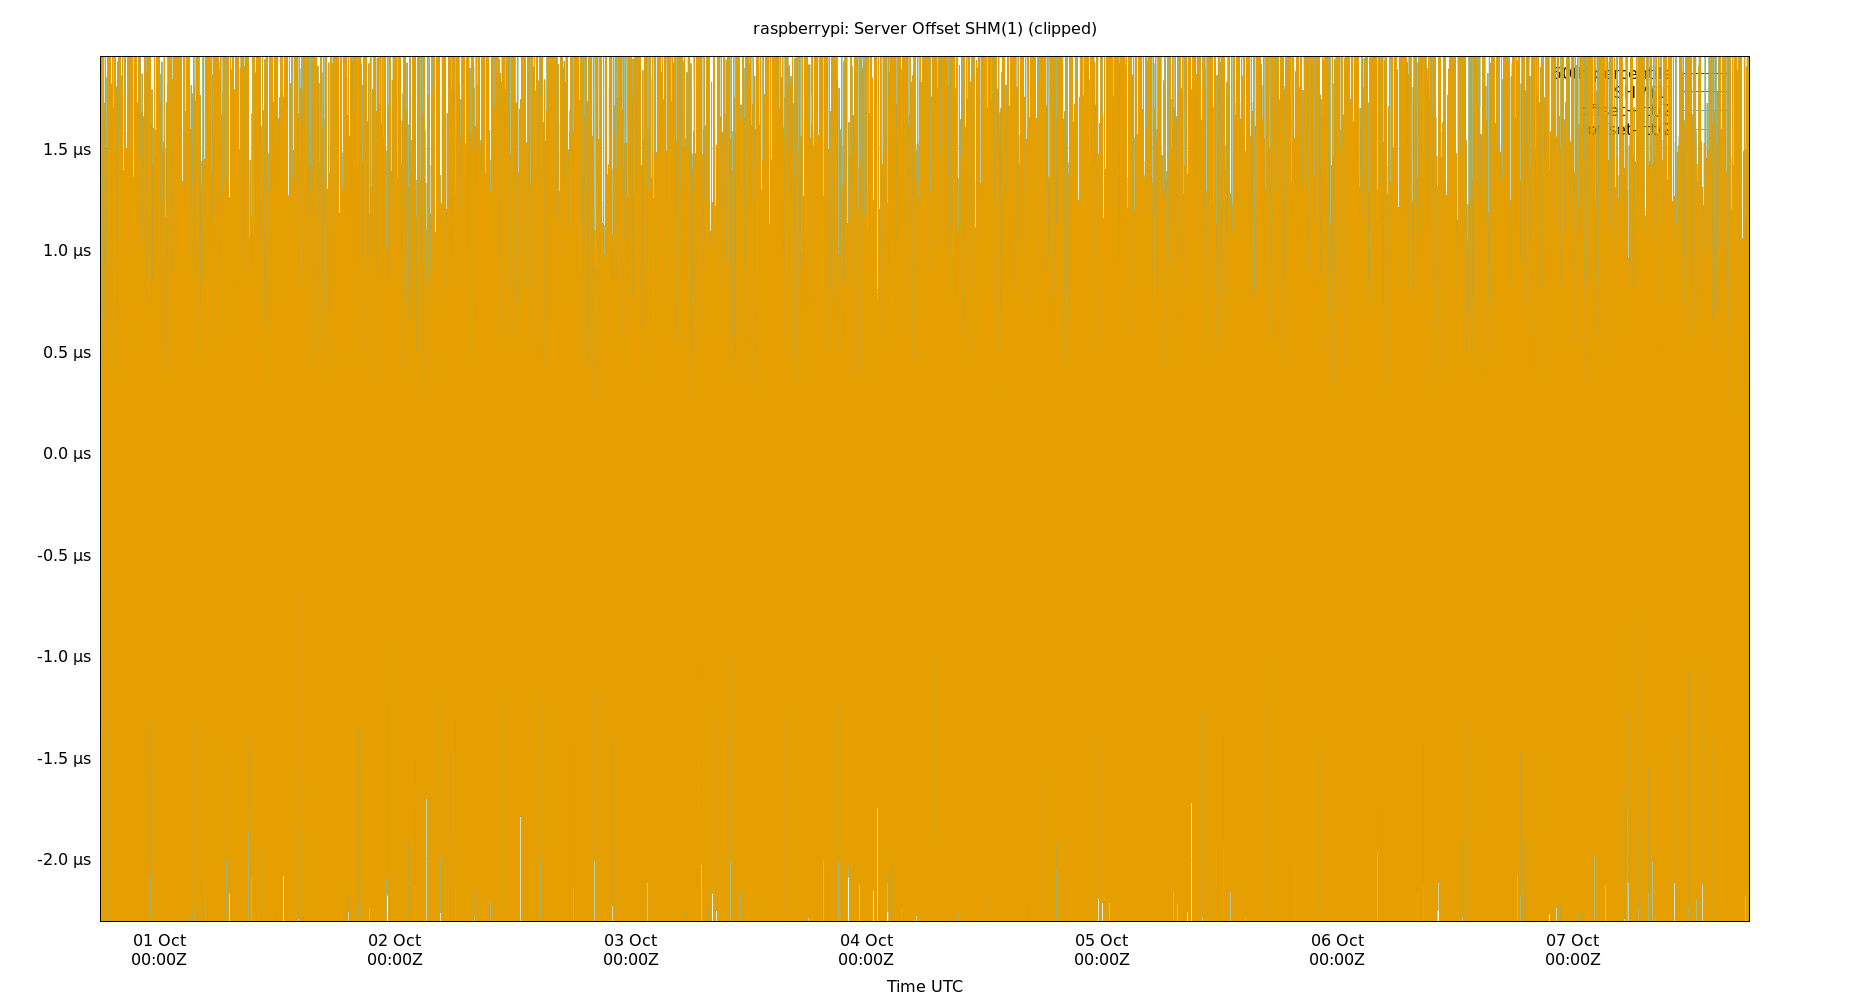 raspberrypi: Server Offset SHM(1) (clipped)
1.5 µs
1.0 µs
0.5 µs
0.0 µs
-0.5 µs
-1.0 µs
-1.5 µs
-2.0 µs
01 Oct 02 Oct 03 Oct 04 Oct 05 Oct 06 Oct 07 Oct
00:00Z 00:00Z 00:00Z 00:00Z 00:00Z 00:00Z 00:00Z
Time UTC